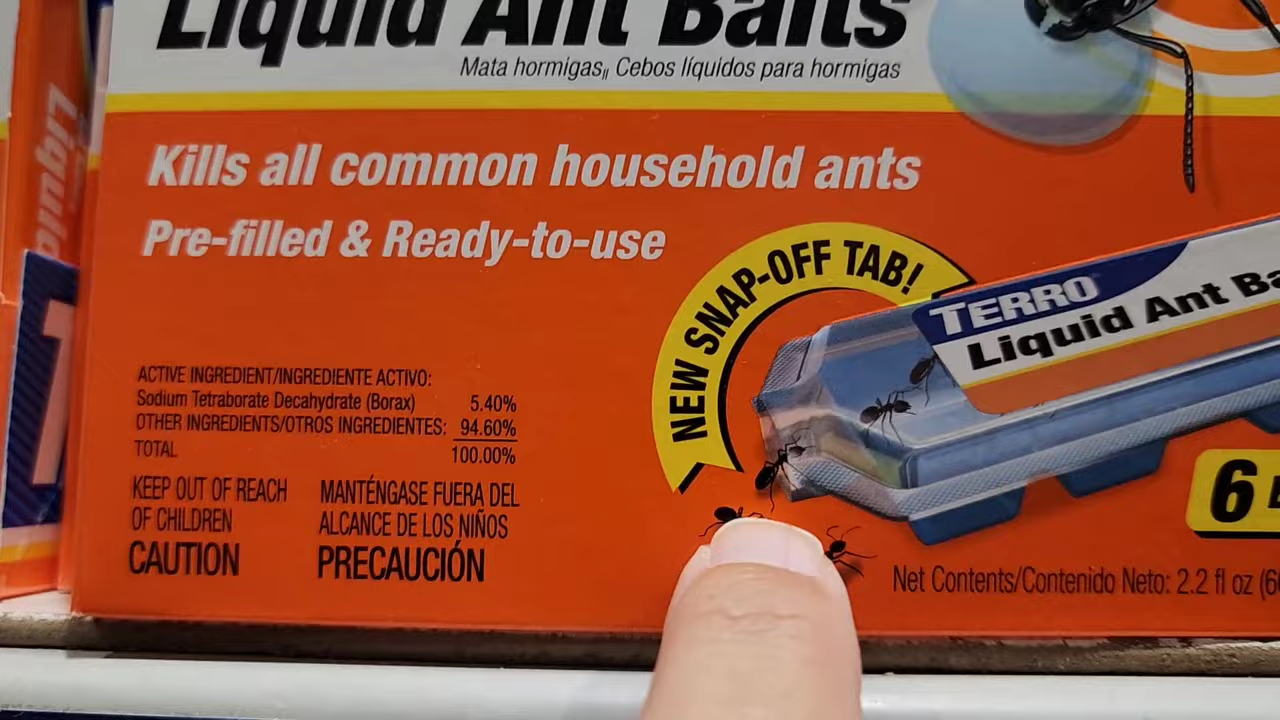 Liquid Ant Baits
Mata hormigas, Cebos líquidos para hormigas
Kills all common household ants
Pre-filled & Ready-to-use
NEW SNAP-OFF TAB!
TERRO
Liquid Ant Ba
ACTIVE INGREDIENT/INGREDIENTE ACTIVO:
Sodium Tetraborate Decahydrate (Borax) 5.40%
OTHER INGREDIENTS/OTROS INGREDIENTES: 94.60%
TOTAL 100.00%
KEEP OUT OF REACH
OF CHILDREN
CAUTION
MANTÉNGASE FUERA DEL
ALCANCE DE LOS NIÑOS
PRECAUCIÓN
6
Net Contents/Contenido Neto: 2.2 fl oz (6
Liquid